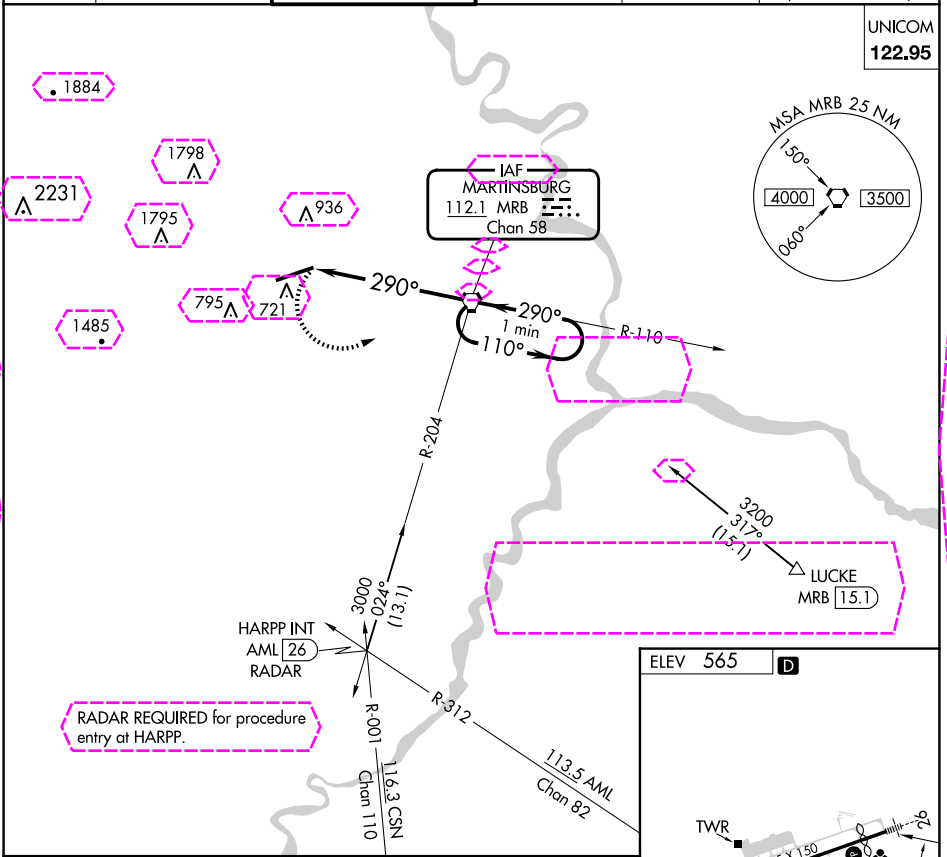 UNICOM
122.95
1884
1798
2231
1795
936
795
721
1485
IAF
MARTINSBURG
112.1 MRB
Chan 58
MSA MRB 25 NM
150°
4000
3500
060°
290°
290°
1 min
110°
R-110
R-204
3200
317°
(15.1)
LUCKE
MRB 15.1
3000
024°
(13.1)
HARPP INT
AML 26
RADAR
R-312
R-001
116.3 CSN
Chan 110
113.5 AML
Chan 82
RADAR REQUIRED for procedure
entry at HARPP.
ELEV 565
D
TWR
X 150
26